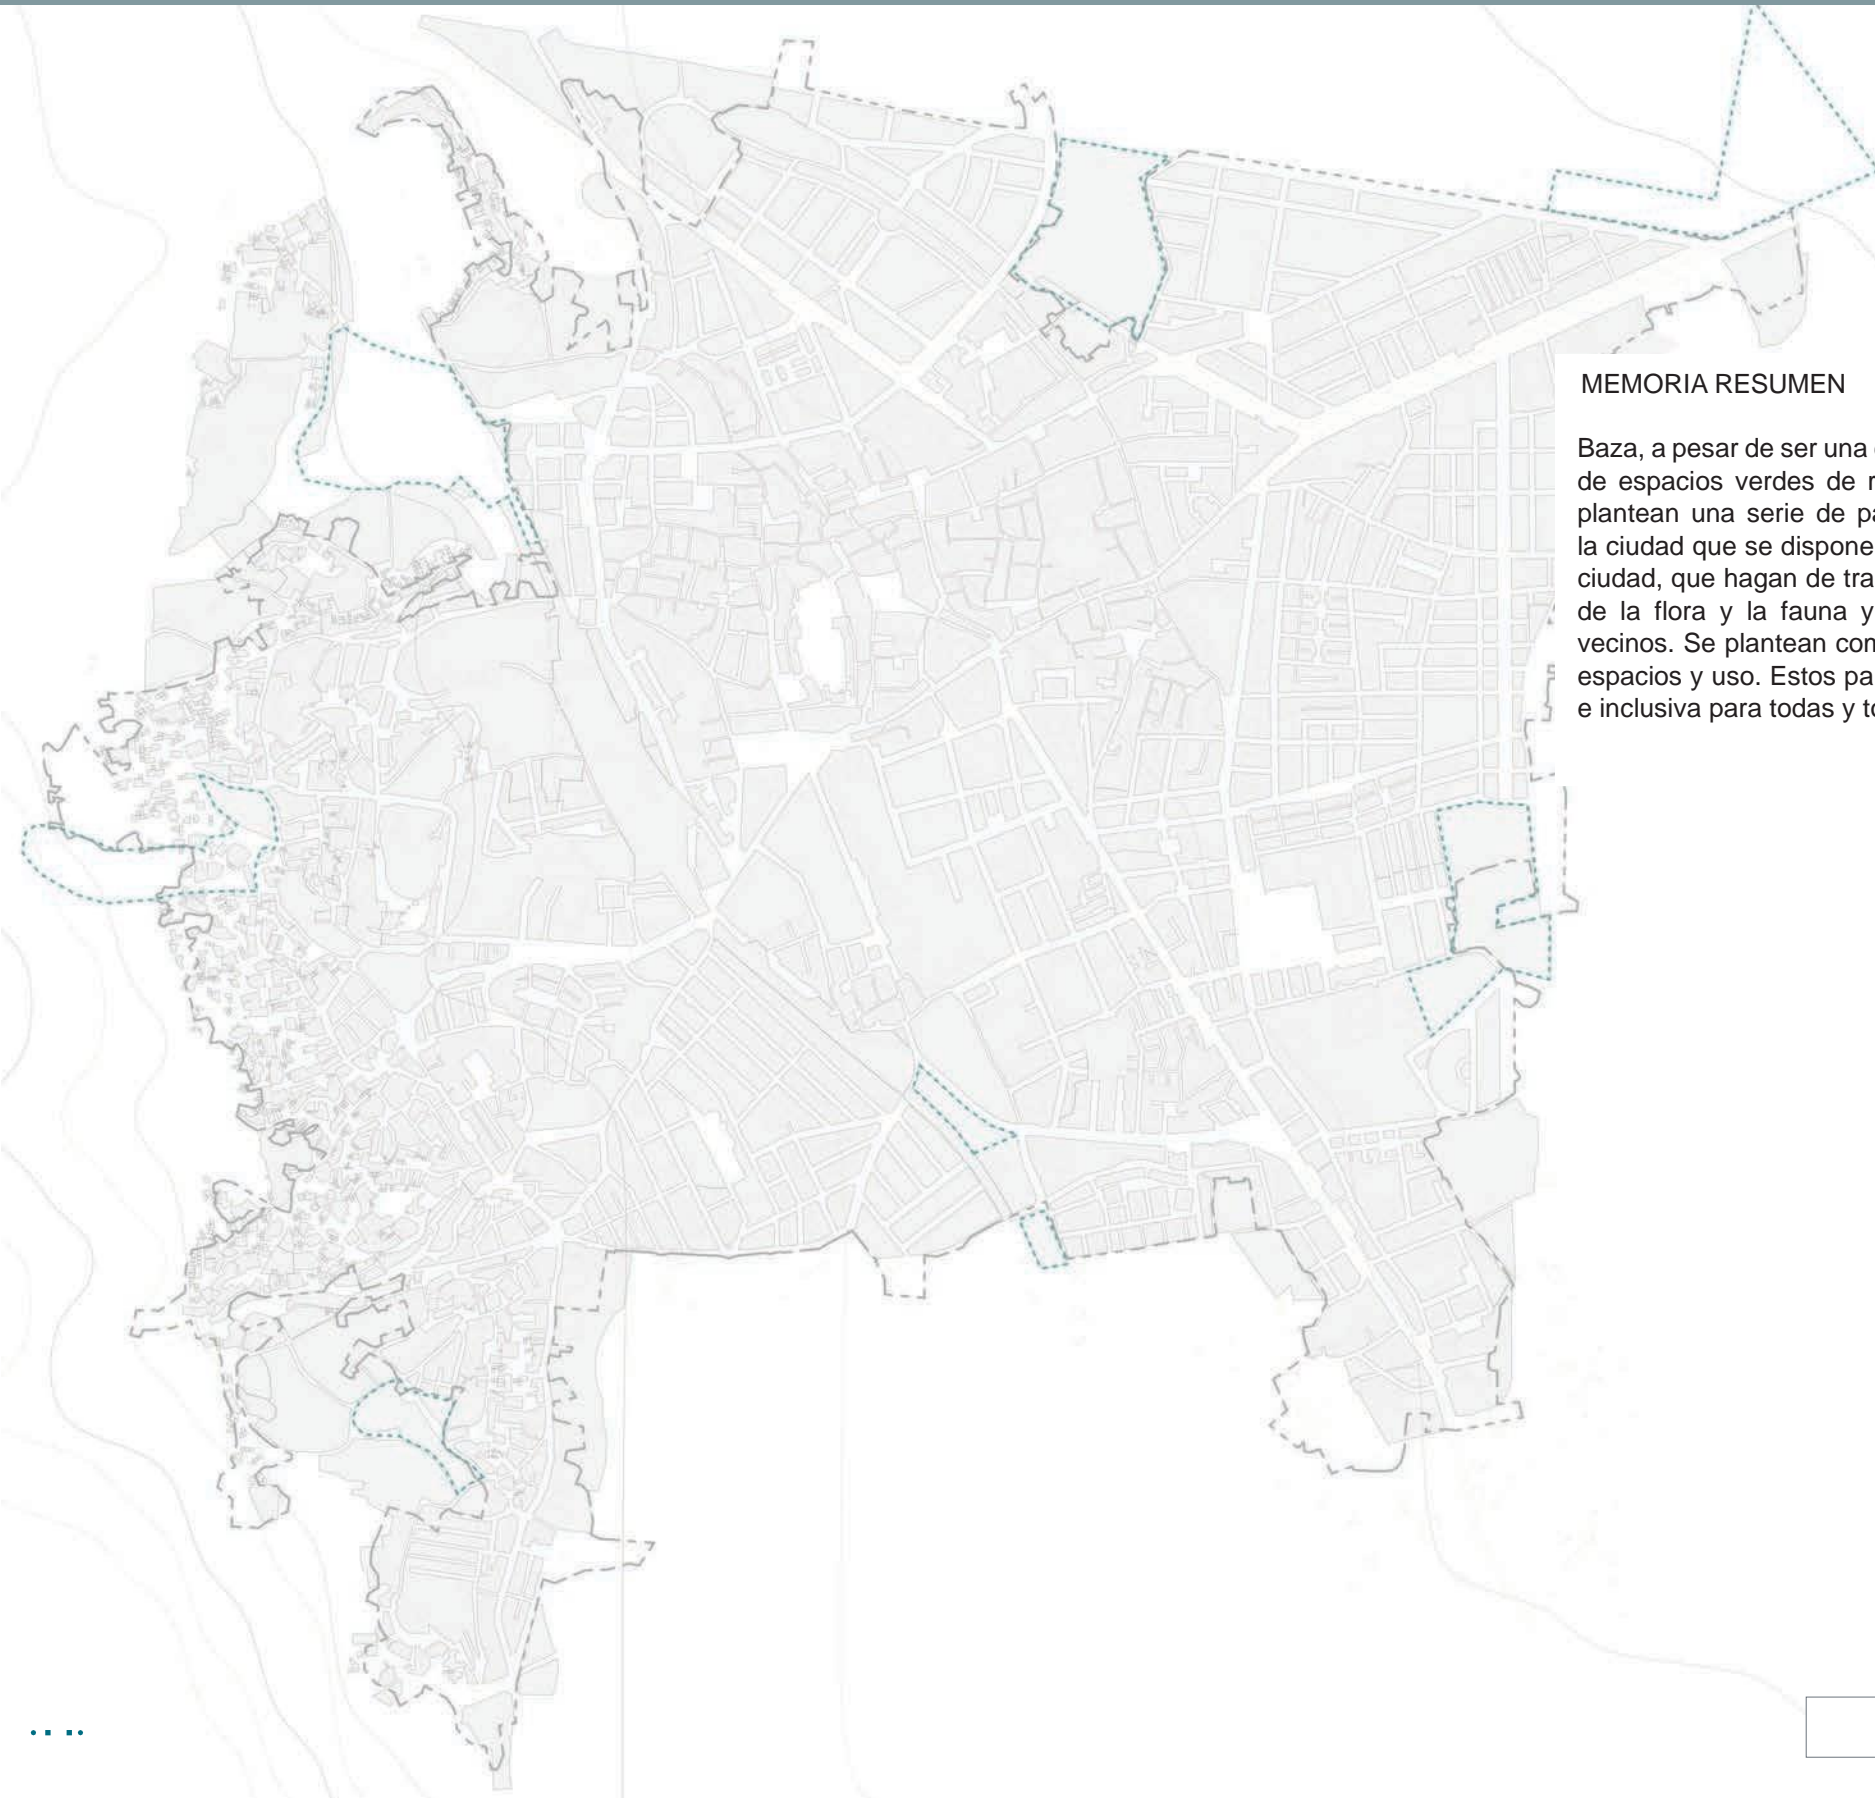 MEMORIA RESUMEN
Baza, a pesar de ser una
de espacios verdes de
plantean una serie de
la ciudad que se dispone
ciudad, que hagan de
de la flora y la fauna y
vecinos. Se plantean
espacios y uso. Estos
e inclusiva para todas y